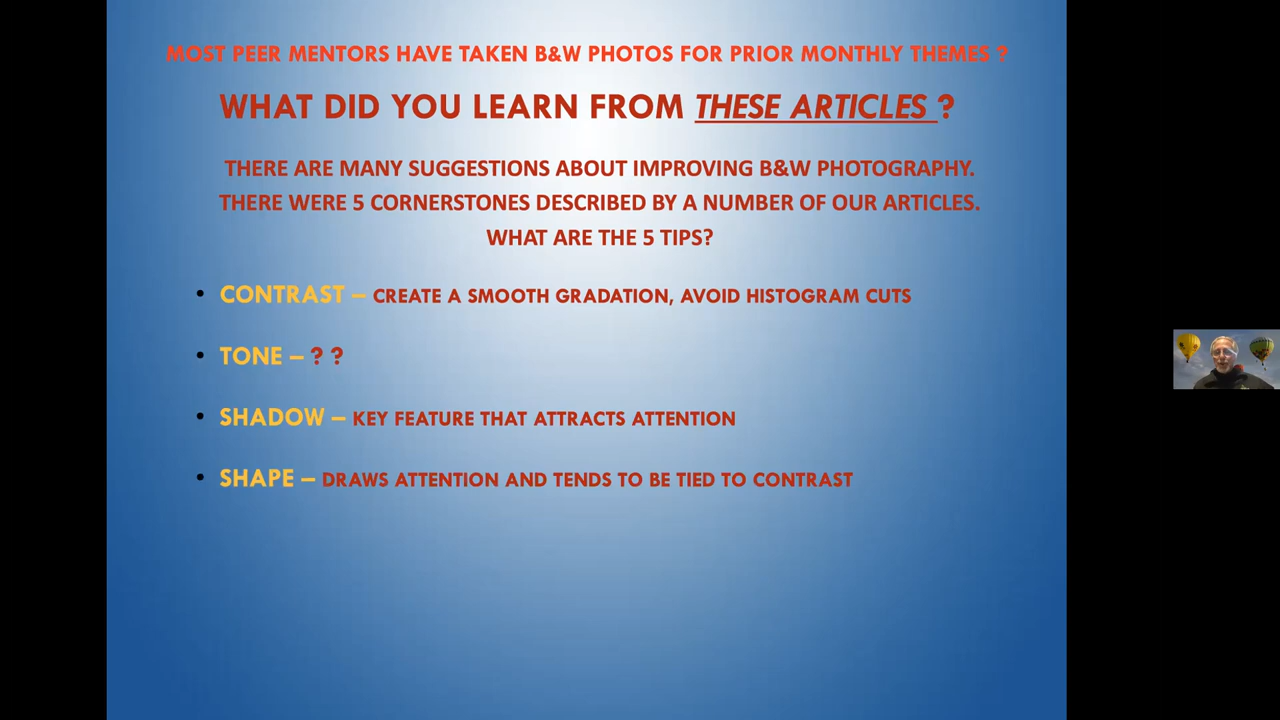 MOST PEER MENTORS HAVE TAKEN B&W PHOTOS FOR PRIOR MONTHLY THEMES ?
WHAT DID YOU LEARN FROM THESE ARTICLES ?
THERE ARE MANY SUGGESTIONS ABOUT IMPROVING B&W PHOTOGRAPHY.
THERE WERE 5 CORNERSTONES DESCRIBED BY A NUMBER OF OUR ARTICLES.
WHAT ARE THE 5 TIPS?
• CONTRAST – CREATE A SMOOTH GRADATION, AVOID HISTOGRAM CUTS
• TONE – ? ?
• SHADOW – KEY FEATURE THAT ATTRACTS ATTENTION
• SHAPE – DRAWS ATTENTION AND TENDS TO BE TIED TO CONTRAST